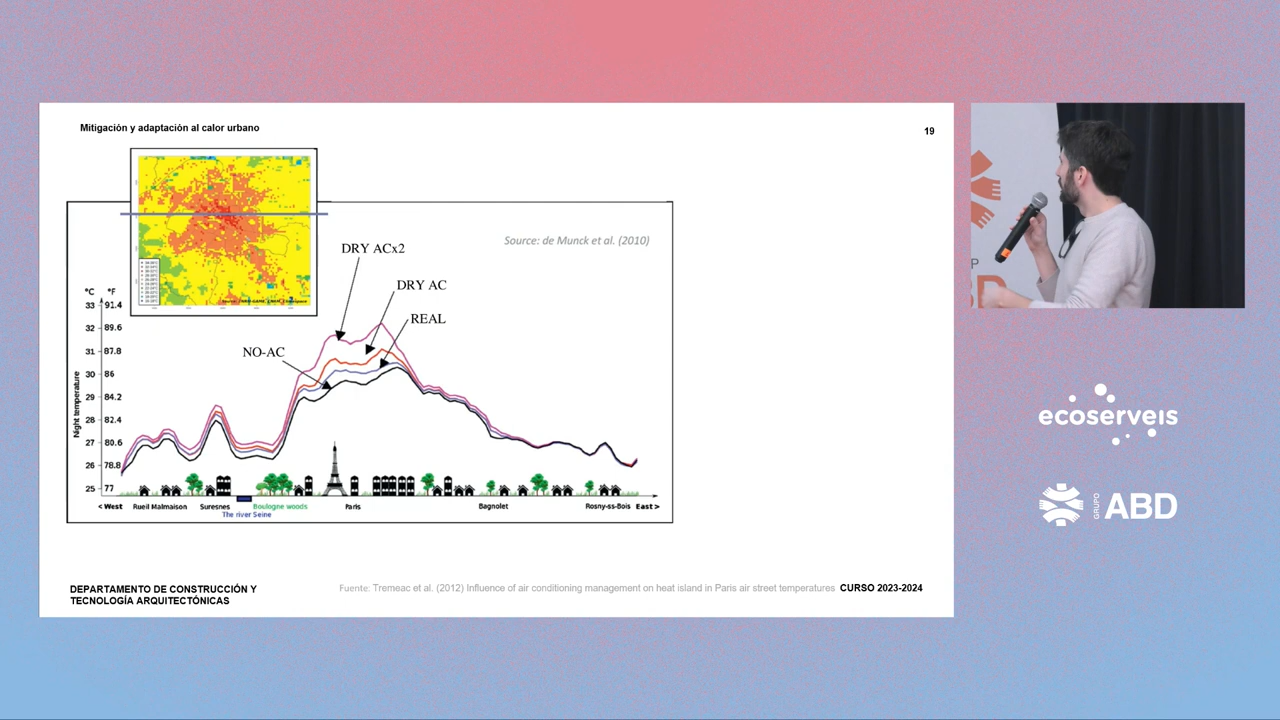 Mitigación y adaptación al calor urbano
19
Source: de Munck et al. (2010)
DRY ACx2
DRY AC
REAL
NO-AC
°C °F
33 91.4
32 89.6
31 87.8
30 86
29 84.2
28 82.4
27 80.6
26 78.8
25 77
Night temperature
< West Rueil Malmaison Suresnes Boulogne woods Paris Bagnolet Rosny-ss-Bois East >
The river Seine
DEPARTAMENTO DE CONSTRUCCIÓN Y
TECNOLOGÍA ARQUITECTÓNICAS
Fuente: Tremeac et al. (2012) Influence of air conditioning management on heat island in Paris air street temperatures CURSO 2023-2024
ecoserveis
GRUPO ABD